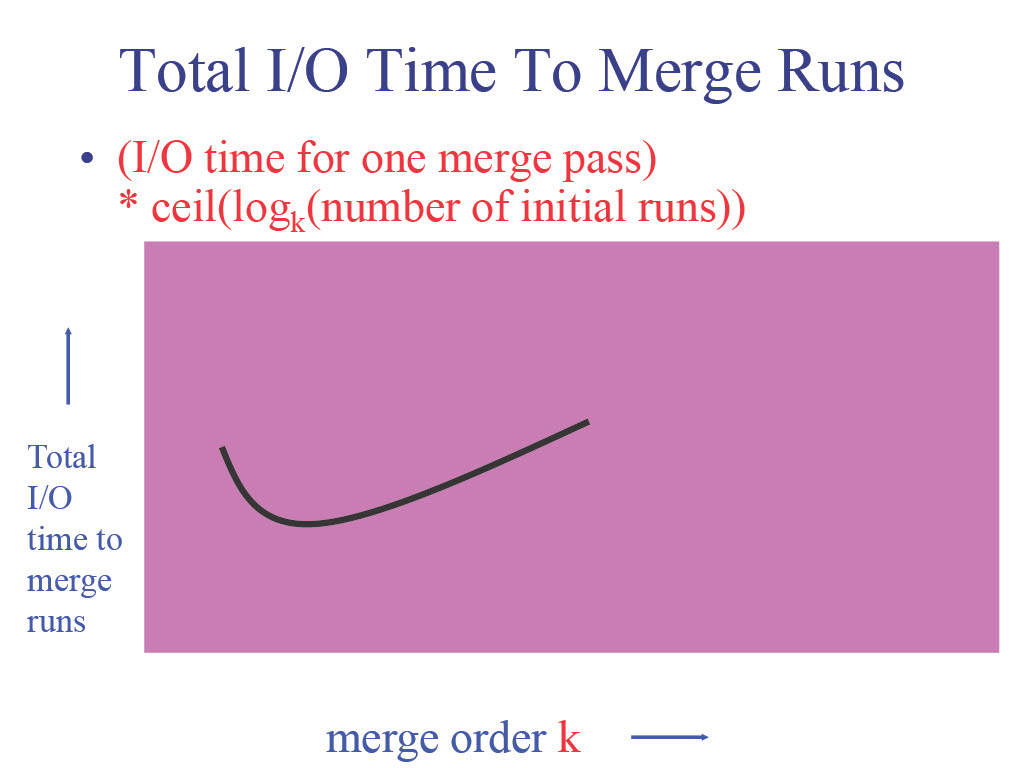 Total I/O Time To Merge Runs
• (I/O time for one merge pass)
* ceil(logk(number of initial runs))
Total
I/O
time to
merge
runs
merge order k